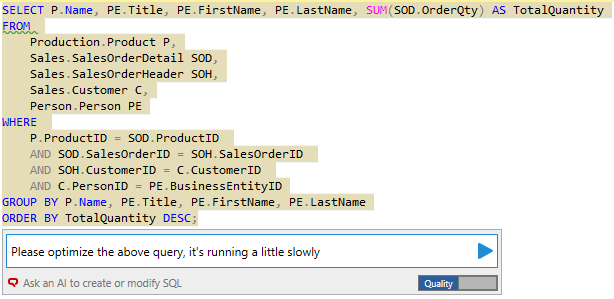 SELECT P.Name, PE.Title, PE.FirstName, PE.LastName, SUM(SOD.OrderQty) AS TotalQuantity
FROM
    Production.Product P,
    Sales.SalesOrderDetail SOD,
    Sales.SalesOrderHeader SOH,
    Sales.Customer C,
    Person.Person PE
WHERE
    P.ProductID = SOD.ProductID
    AND SOD.SalesOrderID = SOH.SalesOrderID
    AND SOH.CustomerID = C.CustomerID
    AND C.PersonID = PE.BusinessEntityID
GROUP BY P.Name, PE.Title, PE.FirstName, PE.LastName
ORDER BY TotalQuantity DESC;
Please optimize the above query, it's running a little slowly
Ask an AI to create or modify SQL
Quality